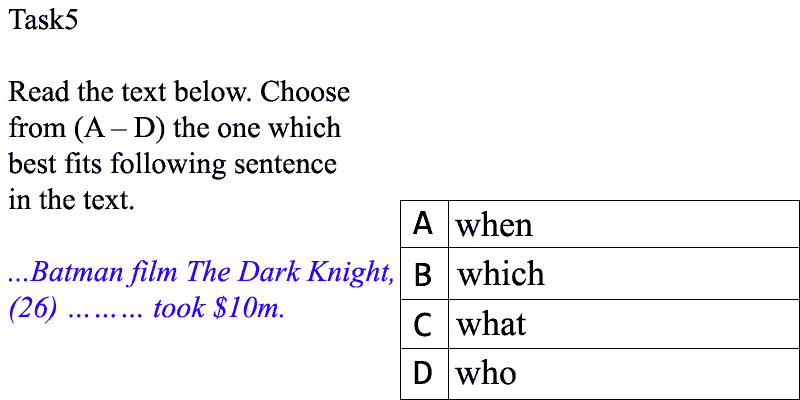 Task5
Read the text below. Choose
from (A – D) the one which
best fits following sentence
in the text.
...Batman film The Dark Knight,
(26) ……… took $10m.
A when
B which
C what
D who